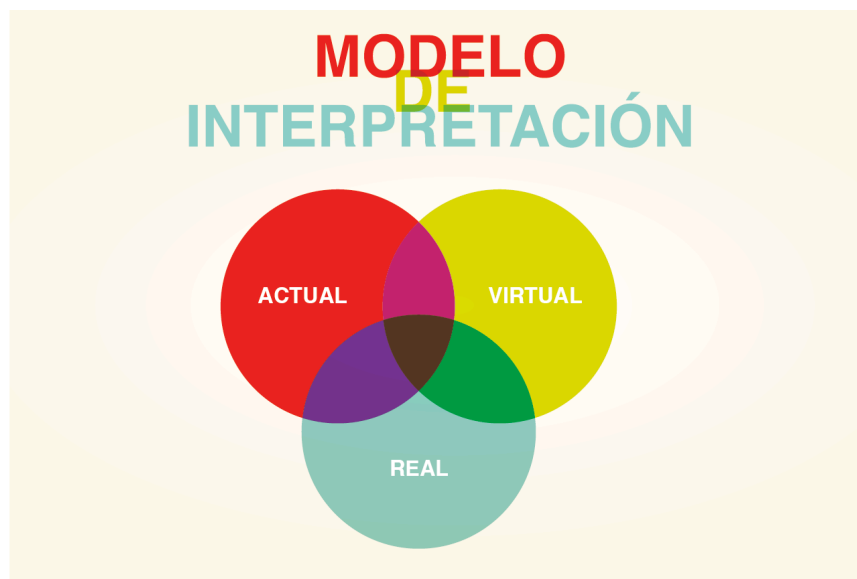 MODELO
DE
INTERPRETACIÓN
ACTUAL
VIRTUAL
REAL